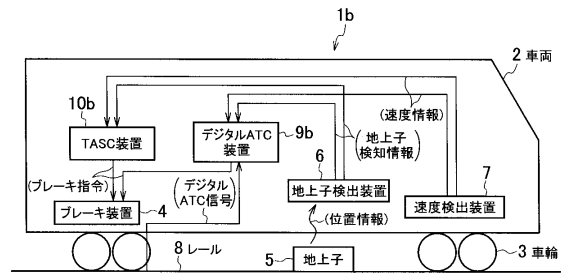 1b
2 車両
10b
TASC装置
デジタルATC
装置
9b
(速度情報)
(地上子
検知情報)
6
地上子検出装置
7
速度検出装置
(ブレーキ指令)
ブレーキ装置
4
(デジタル
ATC信号)
(位置情報)
8 レール
5
地上子
3 車輪